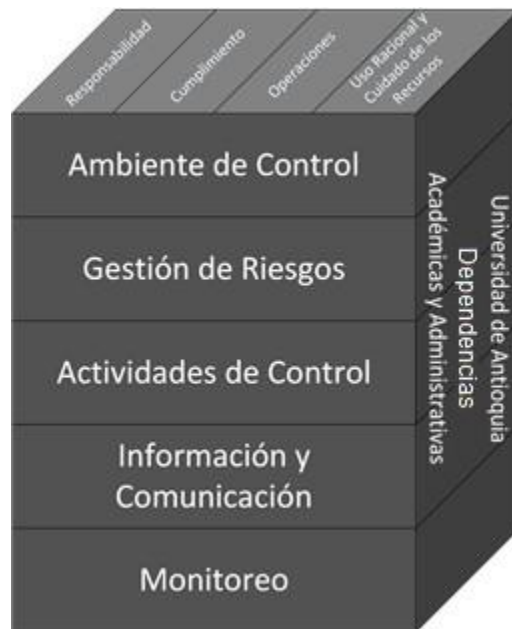 Responsabilidad
Cumplimiento
Operaciones
Uso Racional y
Cuidado de los
Recursos
Ambiente de Control
Gestión de Riesgos
Actividades de Control
Información y
Comunicación
Monitoreo
Académicas y Administrativas
Dependencias
Universidad de Antioquia